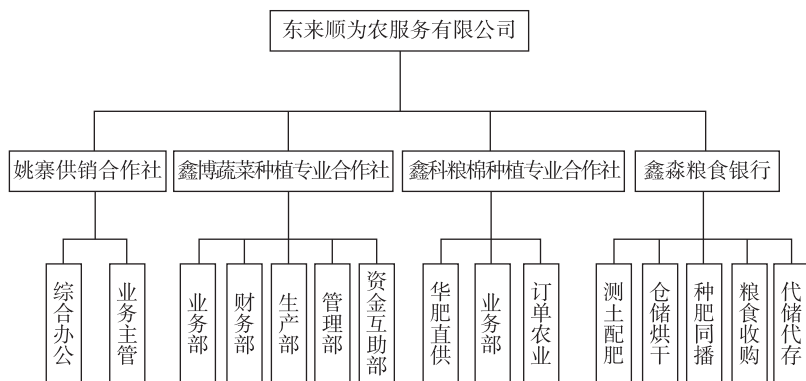 东来顺为农服务有限公司
姚寨供销合作社
鑫博蔬菜种植专业合作社
鑫科粮棉种植专业合作社
鑫淼粮食银行
综合办公
业务主管
业务部
财务部
生产部
管理部
资金互助部
华肥直供
业务部
订单农业
测土配肥
仓储烘干
种肥同播
粮食收购
代储代存